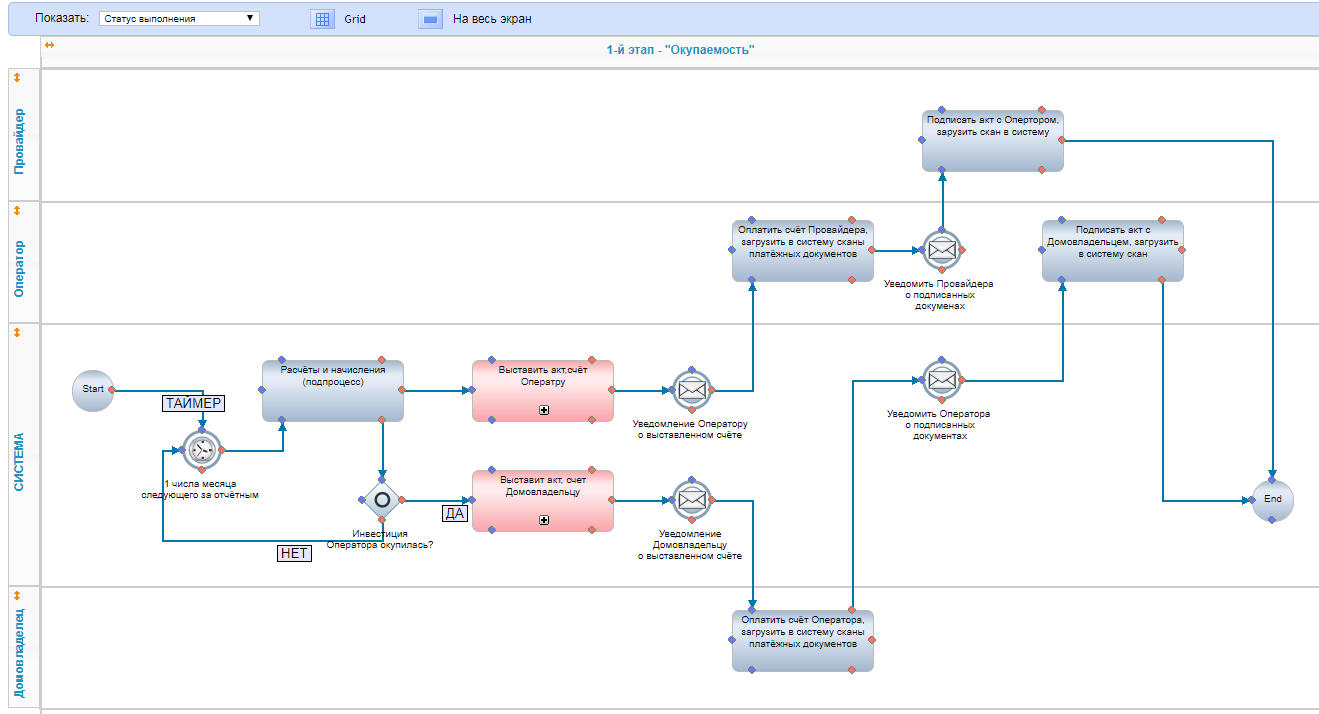 Показать:
Статус выполнения
Grid
На весь экран
1-й этап - "Окупаемость"
Провайдер
Подписать акт с Опертором,
зарузить скан в систему
Оператор
Оплатить счёт Провайдера,
загрузить в систему сканы
платёжных документов
Уведомить Провайдера
о подписанных
докуменах
Подписать акт с
Домовладельцем, загрузить
в систему скан
СИСТЕМА
Start
ТАЙМЕР
1 числа месяца
следующего за отчётным
Расчёты и начисления
(подпроцесс)
Выставить акт,счёт
Оператру
Уведомление Оператору
о выставленном счёте
Уведомить Оператора
о подписанных
документах
НЕТ
Инвестиция
Оператора окупилась?
ДА
Выставит акт, счет
Домовладельцу
Уведомление
Домовладельцу
о выставленном счёте
End
Домовладелец
Оплатить счёт Оператора,
загрузить в систему сканы
платёжных документов